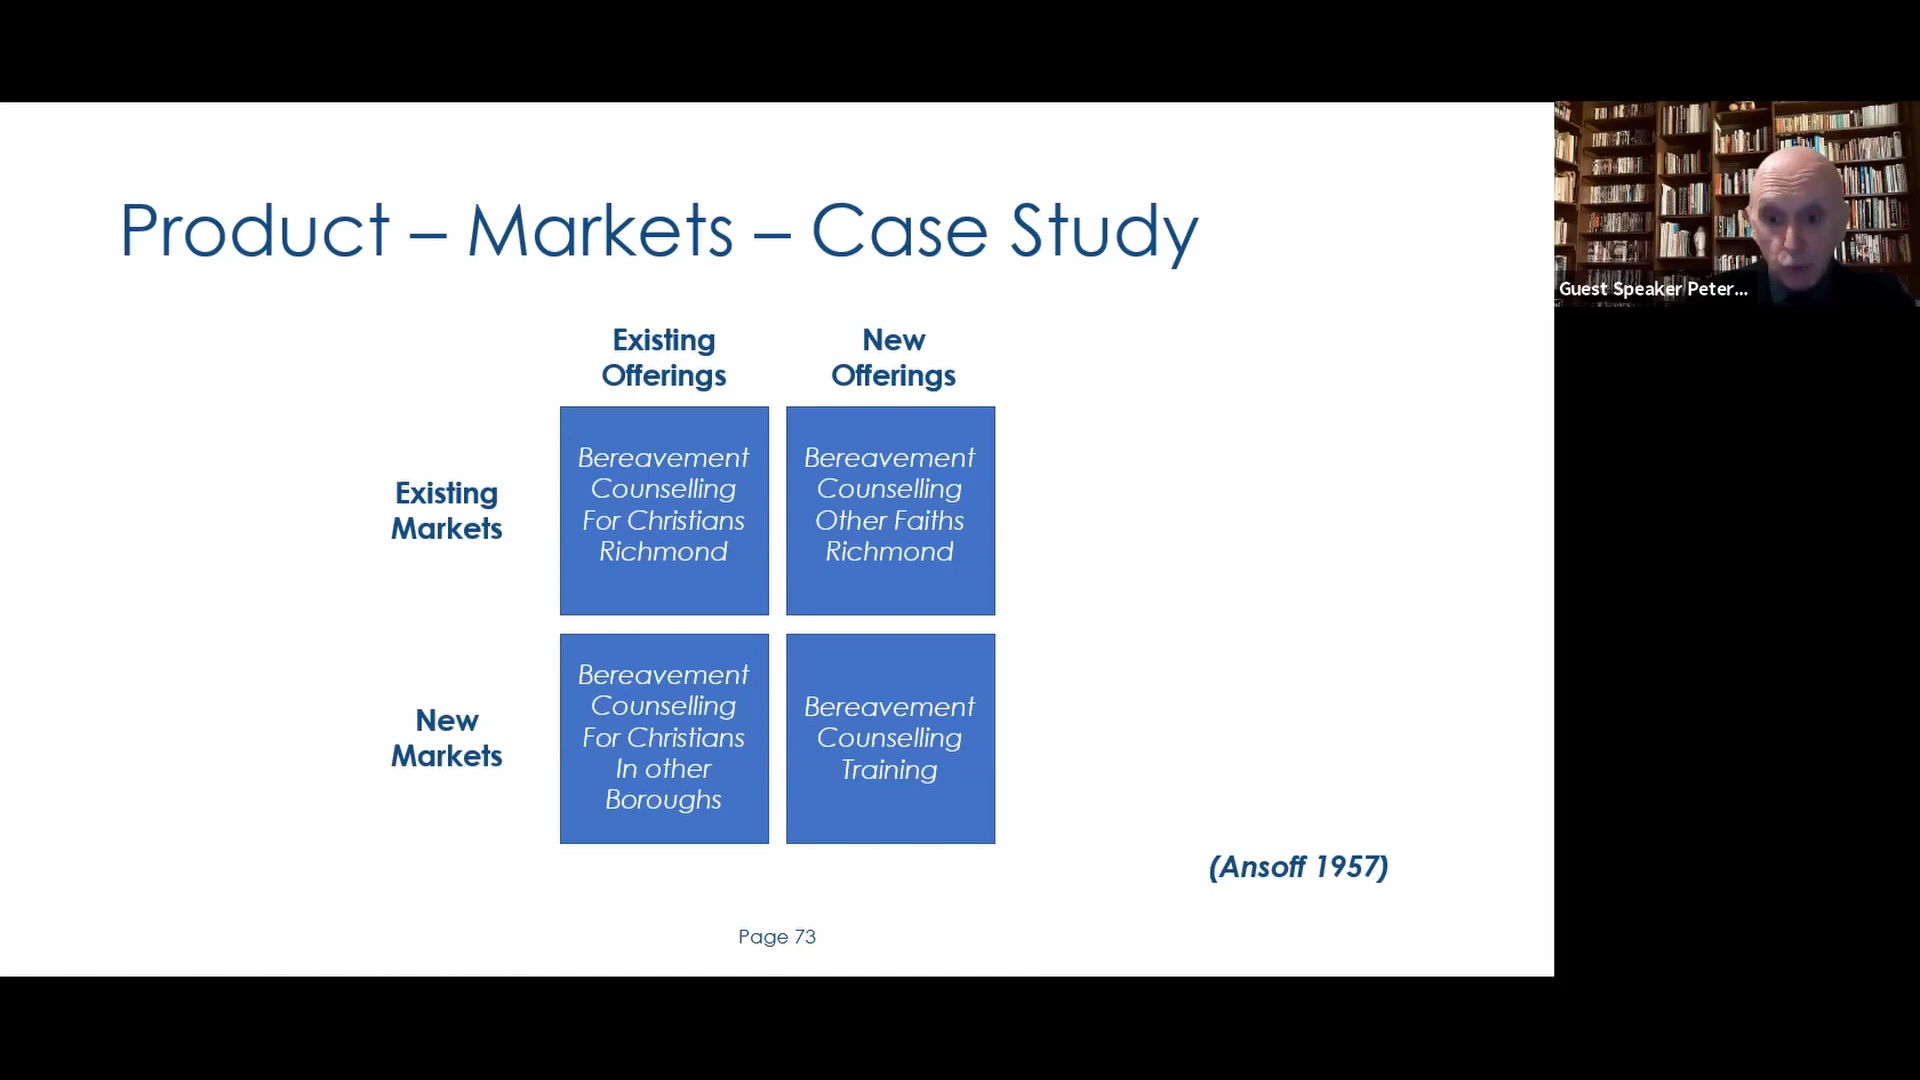 Product – Markets – Case Study
Existing
Offerings
New
Offerings
Existing
Markets
Bereavement
Counselling
For Christians
Richmond
Bereavement
Counselling
Other Faiths
Richmond
New
Markets
Bereavement
Counselling
For Christians
In other
Boroughs
Bereavement
Counselling
Training
(Ansoff 1957)
Page 73
Guest Speaker Peter...